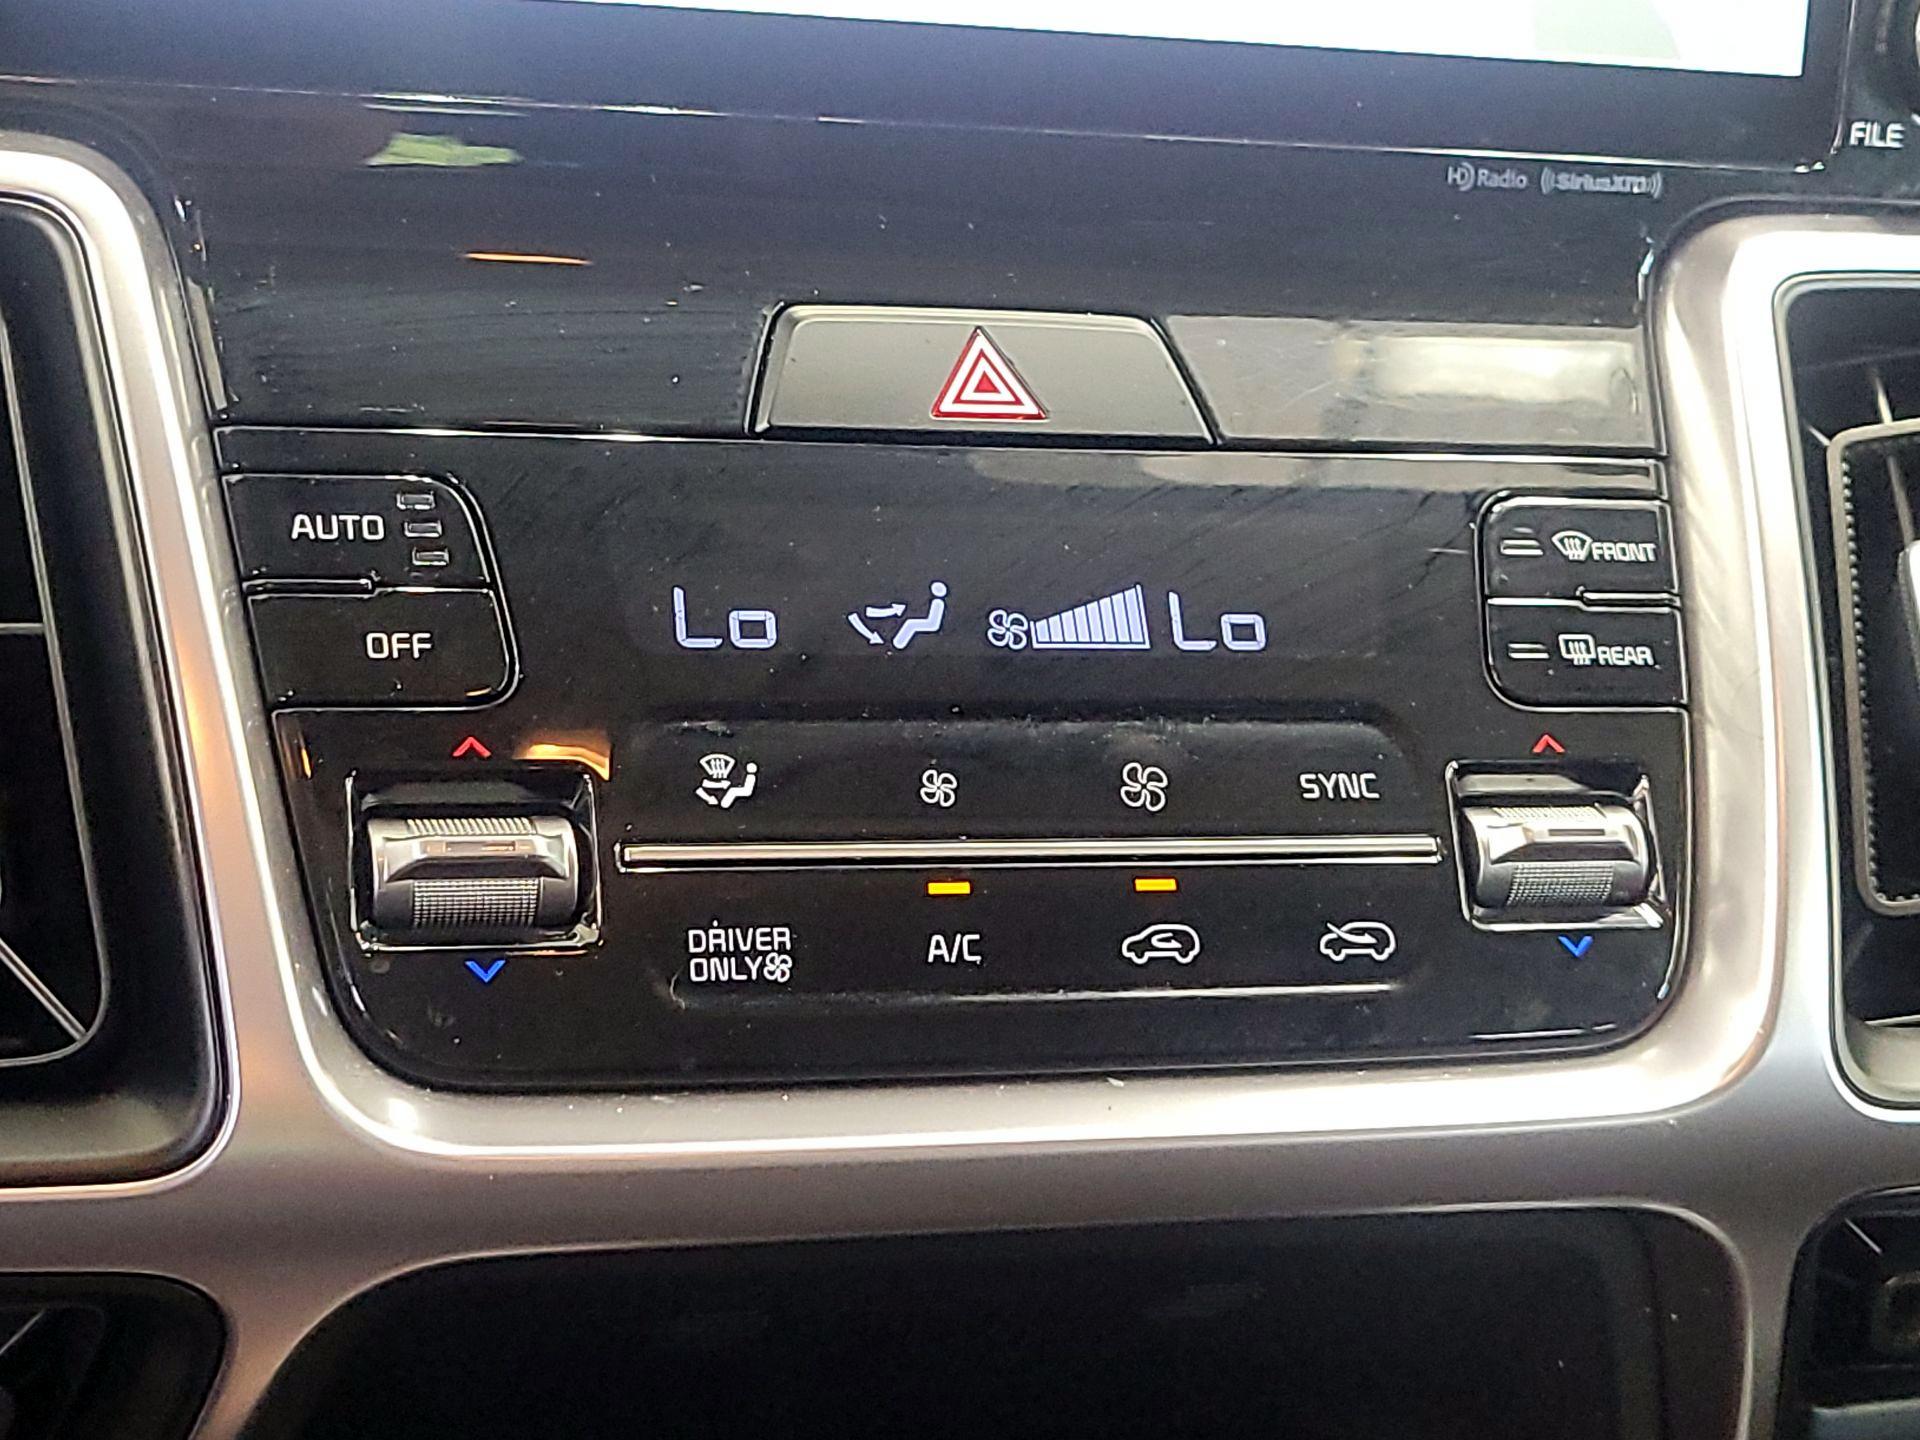 FILE
HD Radio ((SiriusXM))
AUTO
OFF
Lo
Lo
FRONT
REAR
SYNC
DRIVER
ONLY
A/C